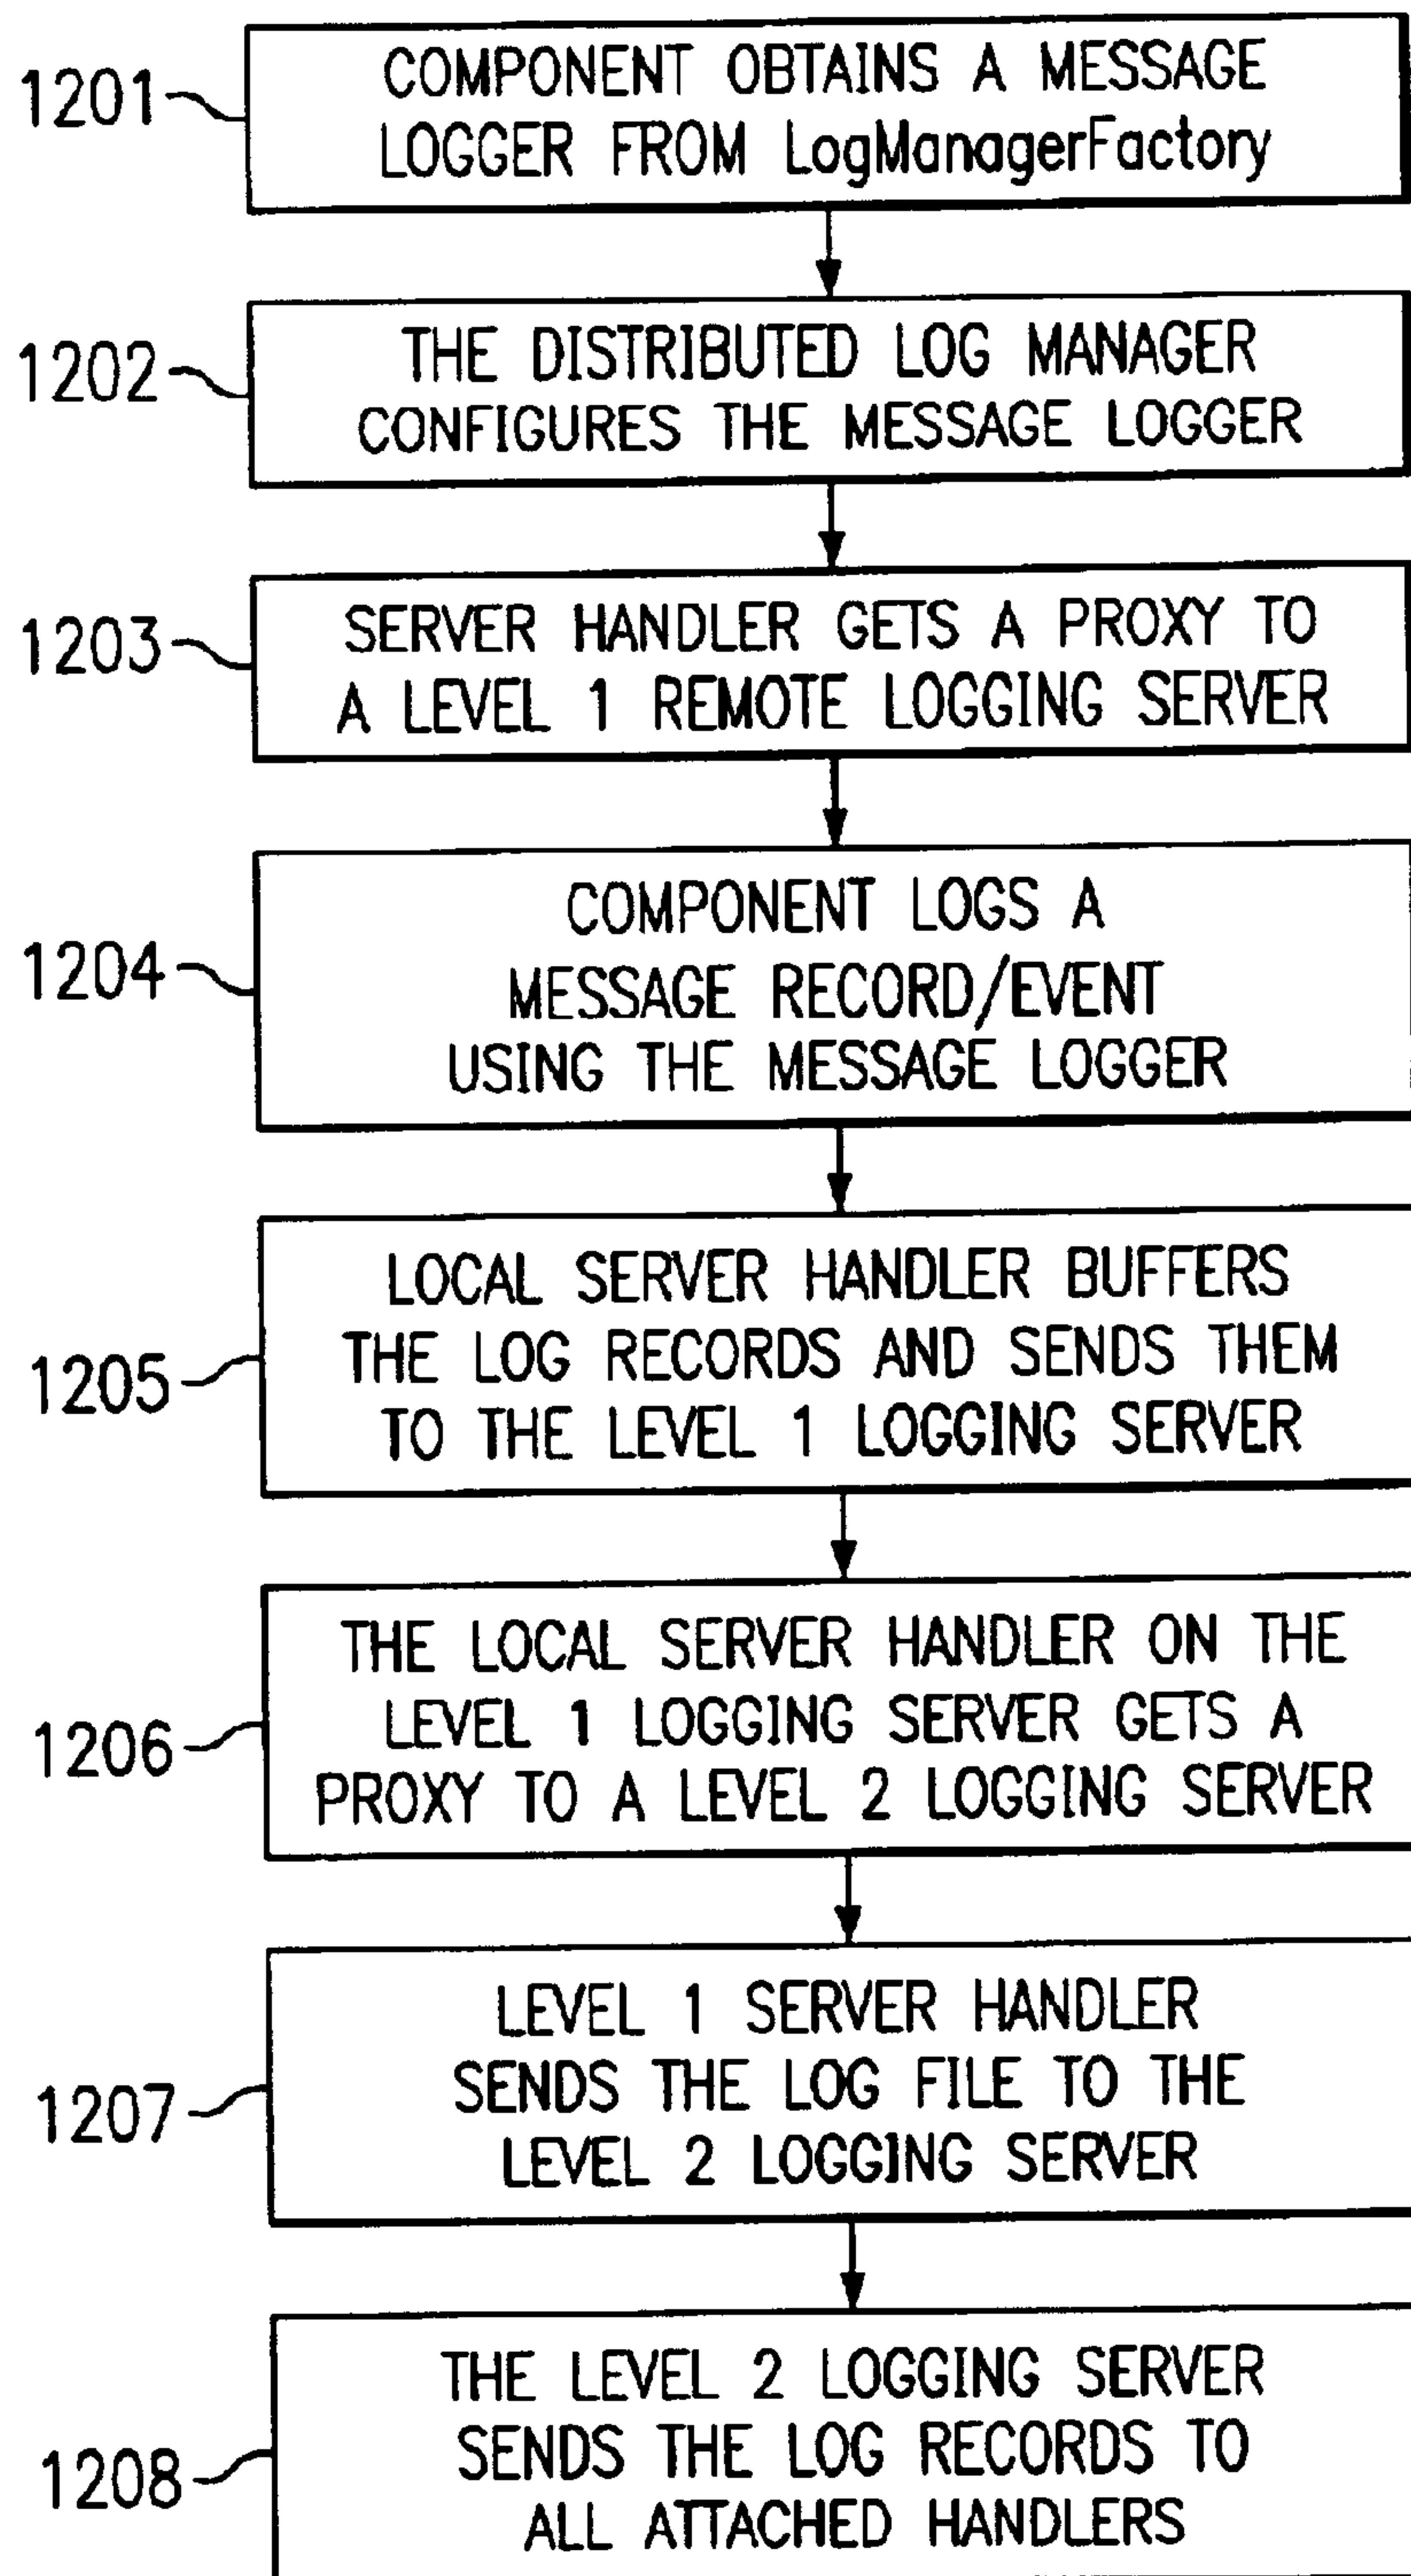 1201
COMPONENT OBTAINS A MESSAGE
LOGGER FROM LogManagerFactory
1202
THE DISTRIBUTED LOG MANAGER
CONFIGURES THE MESSAGE LOGGER
1203
SERVER HANDLER GETS A PROXY TO
A LEVEL 1 REMOTE LOGGING SERVER
1204
COMPONENT LOGS A
MESSAGE RECORD/EVENT
USING THE MESSAGE LOGGER
1205
LOCAL SERVER HANDLER BUFFERS
THE LOG RECORDS AND SENDS THEM
TO THE LEVEL 1 LOGGING SERVER
1206
THE LOCAL SERVER HANDLER ON THE
LEVEL 1 LOGGING SERVER GETS A
PROXY TO A LEVEL 2 LOGGING SERVER
1207
LEVEL 1 SERVER HANDLER
SENDS THE LOG FILE TO THE
LEVEL 2 LOGGING SERVER
1208
THE LEVEL 2 LOGGING SERVER
SENDS THE LOG RECORDS TO
ALL ATTACHED HANDLERS